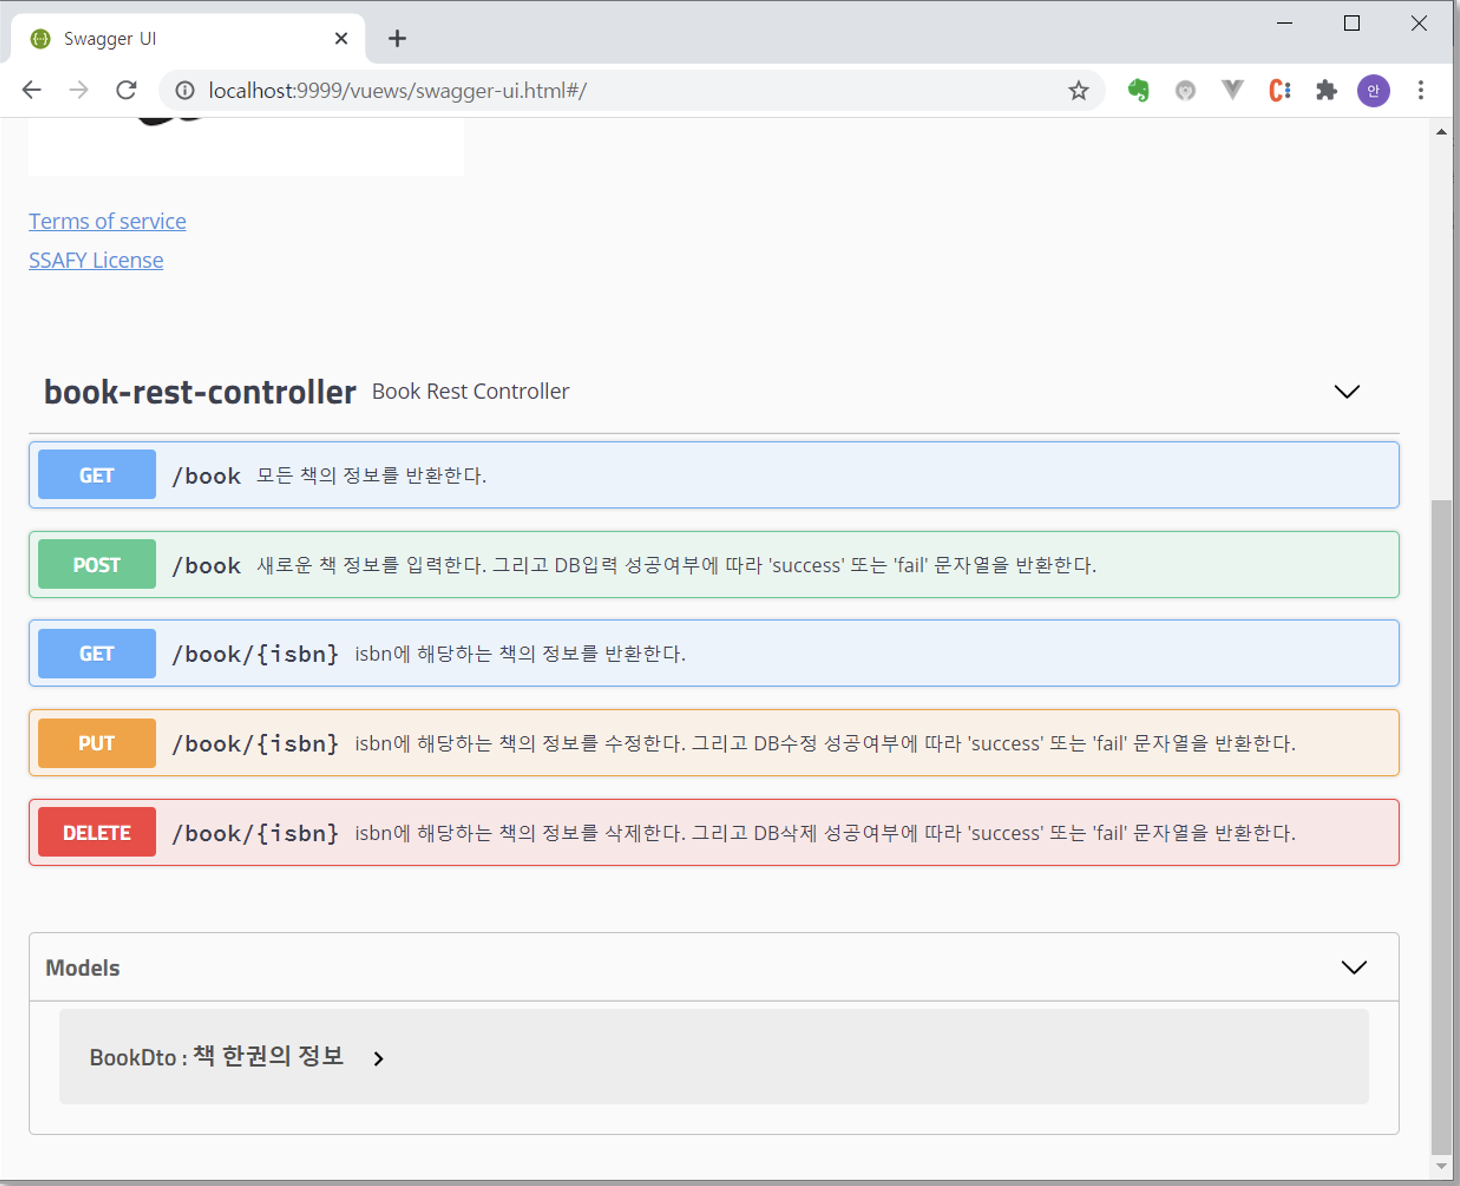 Swagger UI
localhost:9999/vuews/swagger-ui.html#/
안
Terms of service
SSAFY License
book-rest-controller Book Rest Controller
GET /book 모든 책의 정보를 반환한다.
POST /book 새로운 책 정보를 입력한다. 그리고 DB입력 성공여부에 따라 'success' 또는 'fail' 문자열을 반환한다.
GET /book/{isbn} isbn에 해당하는 책의 정보를 반환한다.
PUT /book/{isbn} isbn에 해당하는 책의 정보를 수정한다. 그리고 DB수정 성공여부에 따라 'success' 또는 'fail' 문자열을 반환한다.
DELETE /book/{isbn} isbn에 해당하는 책의 정보를 삭제한다. 그리고 DB삭제 성공여부에 따라 'success' 또는 'fail' 문자열을 반환한다.
Models
BookDto : 책 한권의 정보